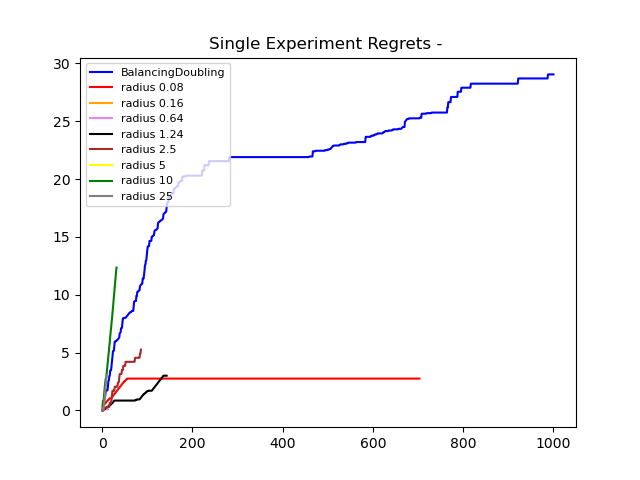 Single Experiment Regrets -
30
25
20
15
10
5
0
BalancingDoubling
radius 0.08
radius 0.16
radius 0.64
radius 1.24
radius 2.5
radius 5
radius 10
radius 25
0 200 400 600 800 1000